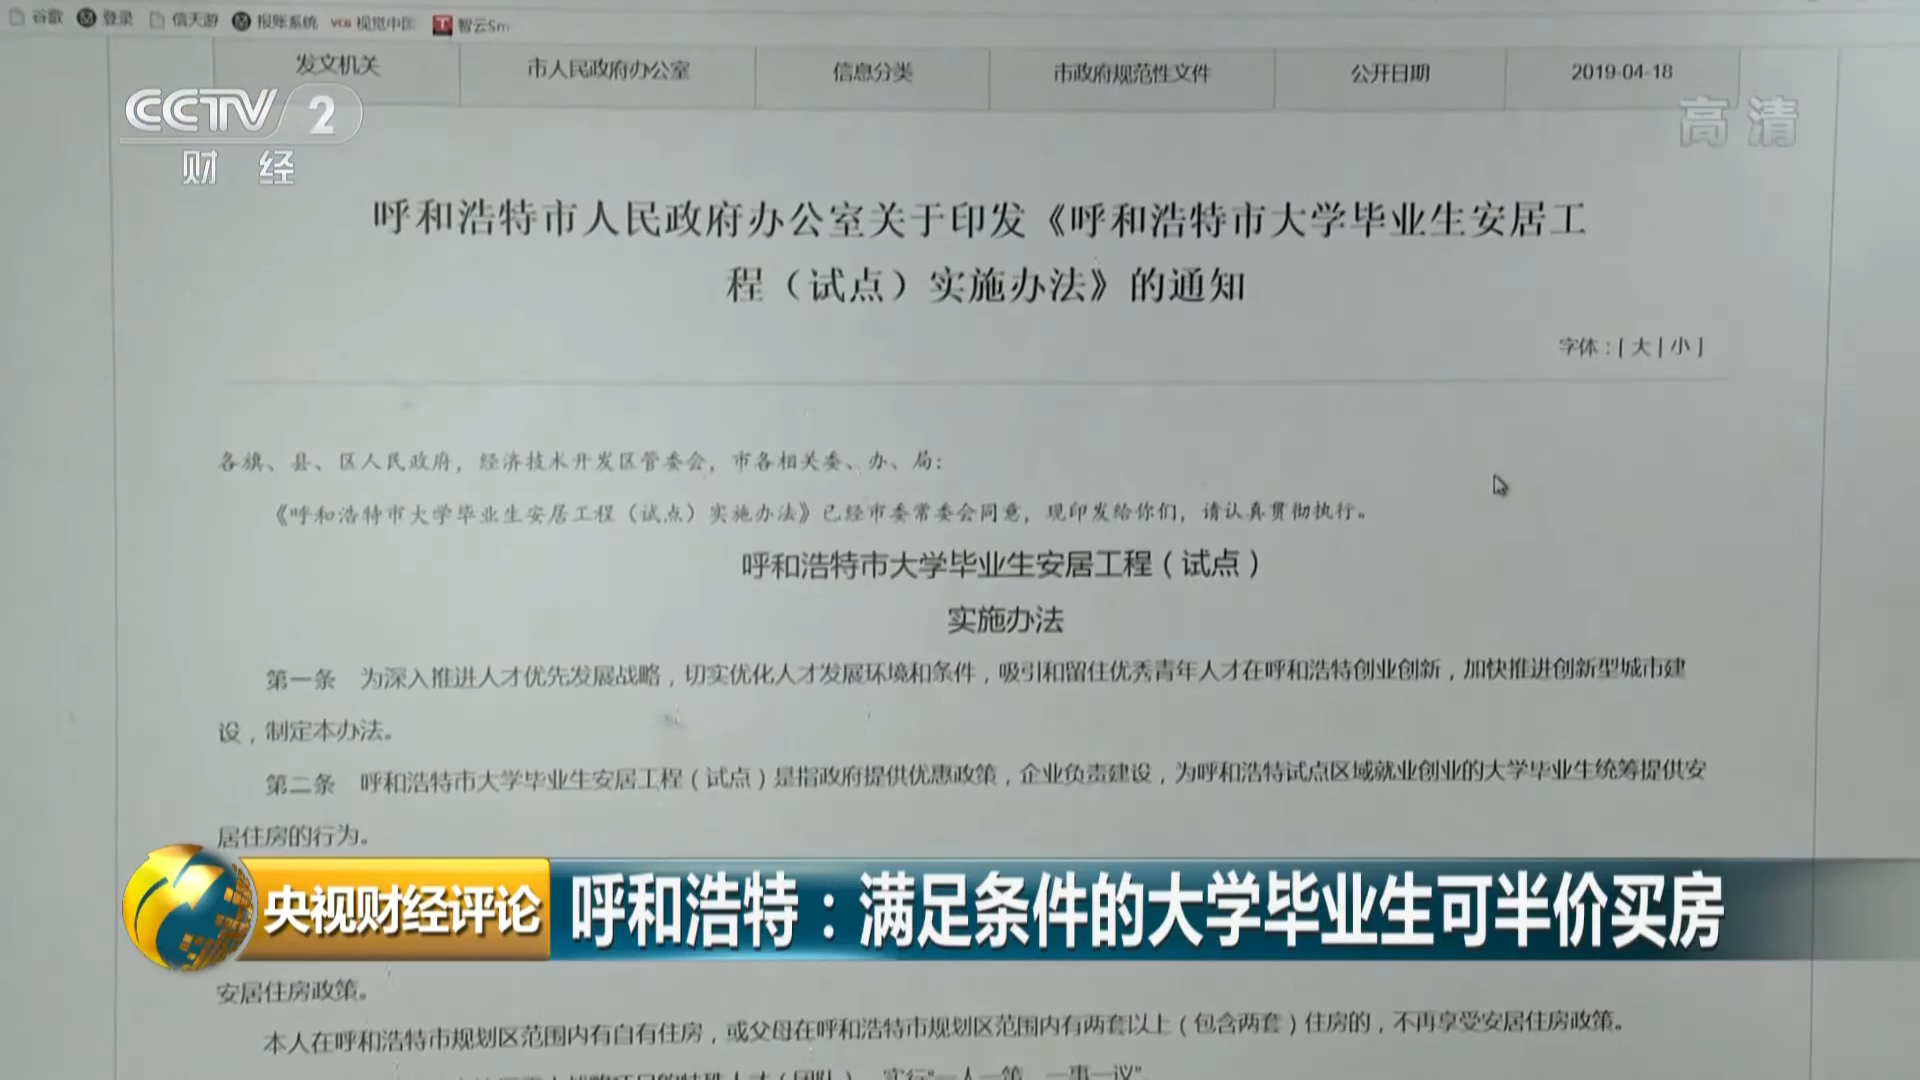 谷歌 登录 信天游 报账系统 VCG 视觉中国 智云Sm
发文机关 市人民政府办公室 信息分类 市政府规范性文件 公开日期 2019-04-18
CCTV 2
财 经
高 清
呼和浩特市人民政府办公室关于印发《呼和浩特市大学毕业生安居工
程（试点）实施办法》的通知
字体：[ 大 | 小 ]
各旗、县、区人民政府，经济技术开发区管委会，市各相关委、办、局：
《呼和浩特市大学毕业生安居工程（试点）实施办法》已经市委常委会同意，现印发给你们，请认真贯彻执行。
呼和浩特市大学毕业生安居工程（试点）
实施办法
第一条 为深入推进人才优先发展战略，切实优化人才发展环境和条件，吸引和留住优秀青年人才在呼和浩特创业创新，加快推进创新型城市建
设，制定本办法。
第二条 呼和浩特市大学毕业生安居工程（试点）是指政府提供优惠政策，企业负责建设，为呼和浩特试点区域就业创业的大学毕业生统筹提供安
居住房的行为。
央视财经评论 呼和浩特：满足条件的大学毕业生可半价买房
安居住房政策。
本人在呼和浩特市规划区范围内有自有住房，或父母在呼和浩特市规划区范围内有两套以上（包含两套）住房的，不再享受安居住房政策。
特殊人才（团队），实行“一人一策、一事一议”